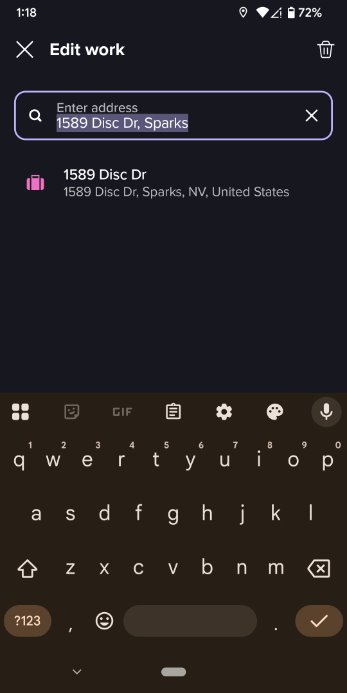 1:18 72%
Edit work
Enter address
1589 Disc Dr, Sparks
1589 Disc Dr
1589 Disc Dr, Sparks, NV, United States
GIF
1 2 3 4 5 6 7 8 9 0
q w e r t y u i o p
a s d f g h j k l
z x c v b n m
?123 , .